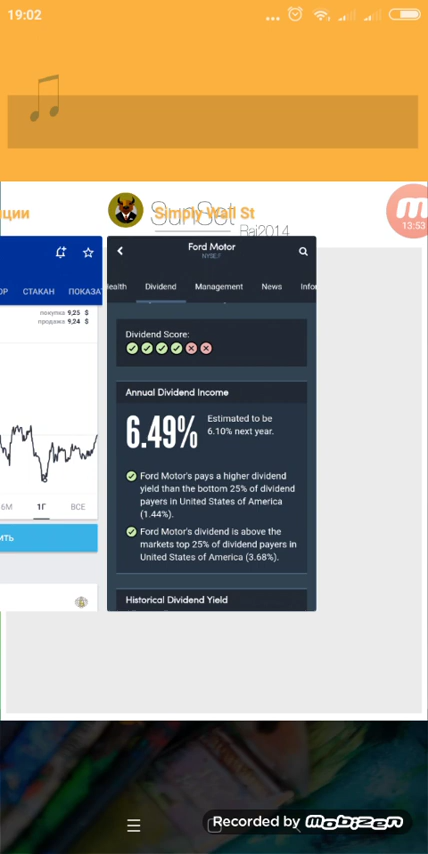 19:02
ции
SunSet
Simply Wall St
Raj2014
13:53
ОР СТАКАН ПОКАЗА
покупка 9,25 $
продажа 9,24 $
6М 1Г ВСЕ
ИТЬ
Ford Motor
NYSE:F
Health Dividend Management News Infor
Dividend Score:
Annual Dividend Income
6.49%
Estimated to be
6.10% next year.
Ford Motor's pays a higher dividend
yield than the bottom 25% of dividend
payers in United States of America
(1.44%).
Ford Motor's dividend is above the
markets top 25% of dividend payers in
United States of America (3.68%).
Historical Dividend Yield
Recorded by mobizen